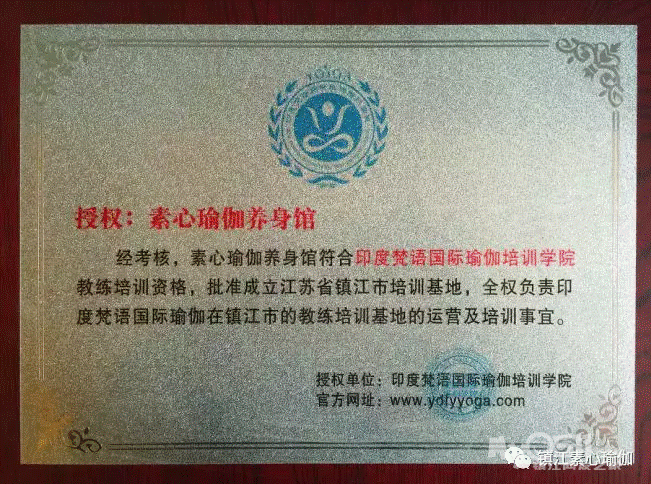 授权：素心瑜伽养身馆
经考核，素心瑜伽养身馆符合印度梵语国际瑜伽培训学院
教练培训资格，批准成立江苏省镇江市培训基地，全权负责印
度梵语国际瑜伽在镇江市的教练培训基地的运营及培训事宜。
授权单位：印度梵语国际瑜伽培训学院
官方网址：www.ydfyyoga.com
镇江素心瑜伽